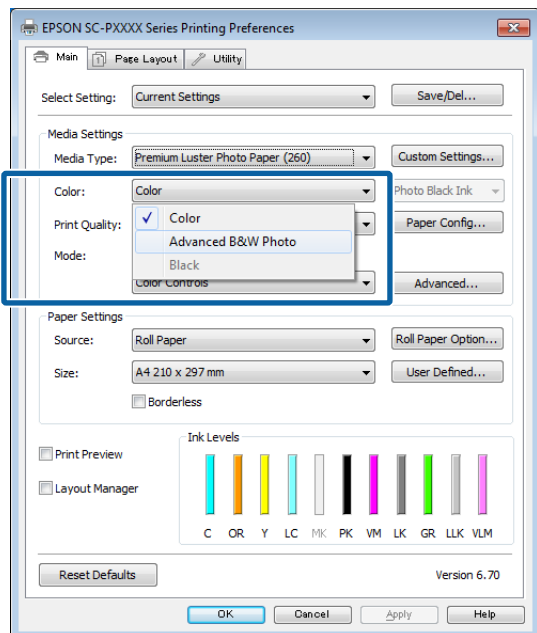 EPSON SC-PXXXX Series Printing Preferences
Main Page Layout Utility
Select Setting: Current Settings Save/Del...
Media Settings
Media Type: Premium Luster Photo Paper (260) Custom Settings...
Color: Color Photo Black Ink
Print Quality: Paper Config...
Color
Advanced B&W Photo
Black
Mode:
Color Controls Advanced...
Paper Settings
Source: Roll Paper Roll Paper Option...
Size: A4 210 x 297 mm User Defined...
Borderless
Ink Levels
Print Preview
Layout Manager
C OR Y LC MK PK VM LK GR LLK VLM
Reset Defaults Version 6.70
OK Cancel Apply Help